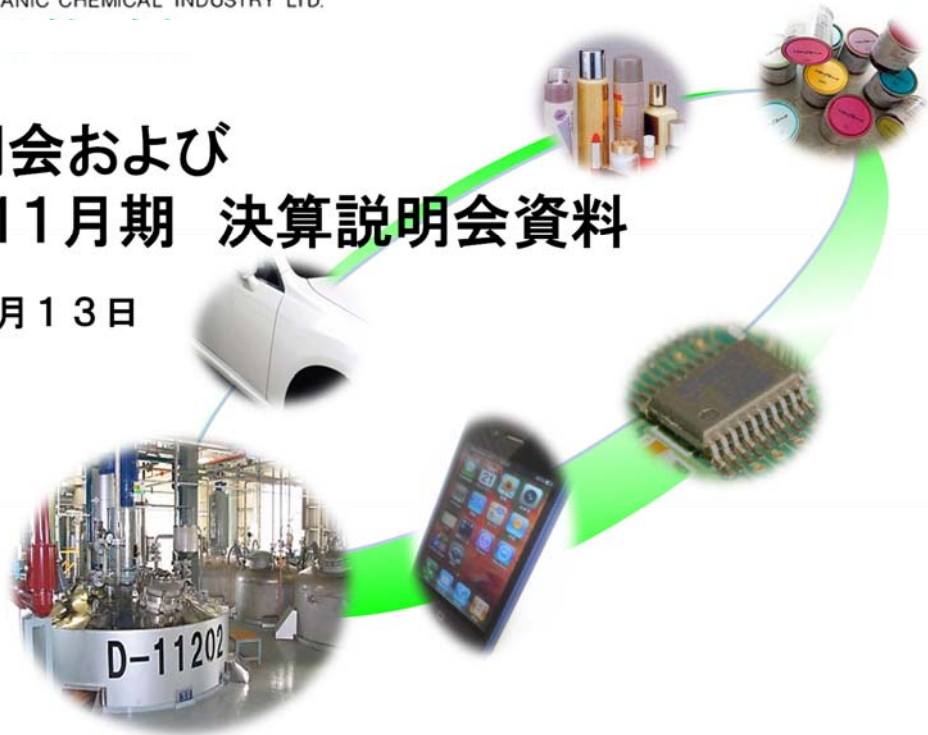 ANIC CHEMICAL INDUSTRY LTD.
会および
11月期 決算説明会資料
月13日
D-11202